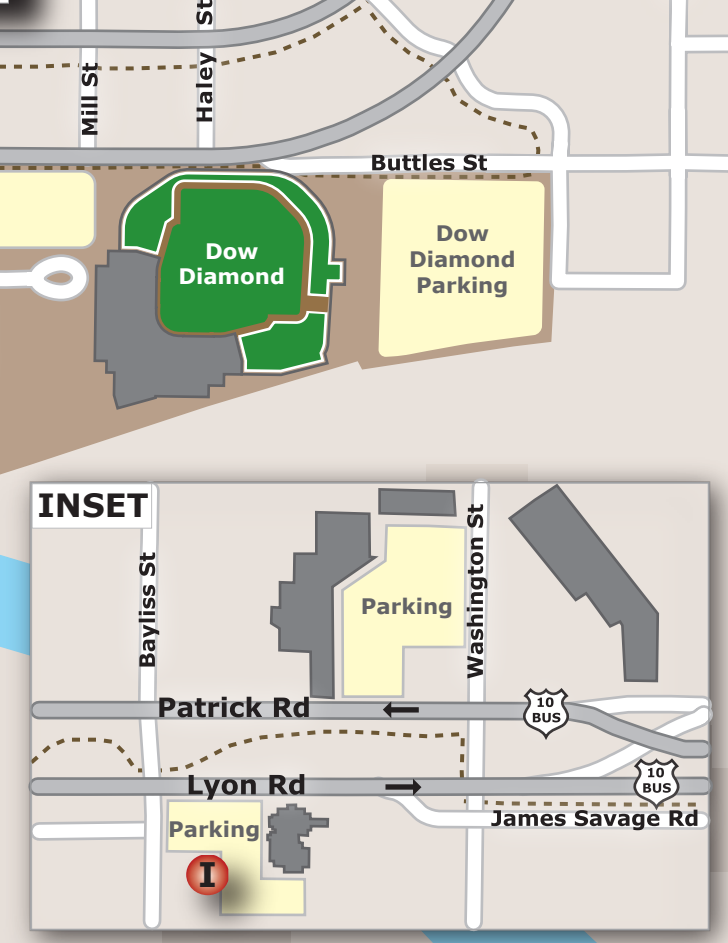 Mill St
Haley St
Buttles St
Dow
Diamond
Dow
Diamond
Parking
INSET
Bayliss St
Washington St
Parking
Patrick Rd
10
BUS
Lyon Rd
10
BUS
James Savage Rd
Parking
I